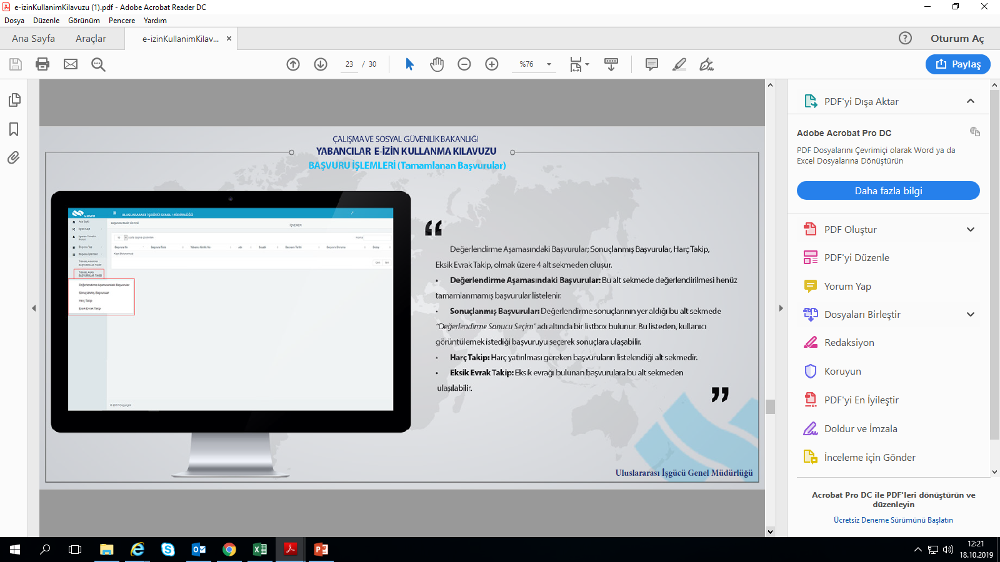 e-izinKullanimKilavuzu (1).pdf - Adobe Acrobat Reader DC
Dosya Düzenle Görünüm Pencere Yardım
Ana Sayfa Araçlar e-izinKullanimKilav... Oturum Aç
23 / 30 %76 Paylaş
ÇALIŞMA VE SOSYAL GÜVENLİK BAKANLIĞI
YABANCILAR E-İZİN KULLANMA KILAVUZU
BAŞVURU İŞLEMLERİ (Tamamlanan Başvurular)
ULUSLARARASI İŞGÜCÜ GENEL MÜDÜRLÜĞÜ
Ana Sayfa
İŞVEREN
Değerlendirme Aşamasındaki Başvurular
Sonuçlanmış Başvurular
Harç Takip
Eksik Evrak Takip
© 2017 Copyright
“
Değerlendirme Aşamasındaki Başvurular; Sonuçlanmış Başvurular, Harç Takip,
Eksik Evrak Takip, olmak üzere 4 alt sekmeden oluşur.
• Değerlendirme Aşamasındaki Başvurular: Bu alt sekmede değerlendirilmesi henüz
tamamlanmamış başvurular listelenir.
• Sonuçlanmış Başvurular: Değerlendirme sonuçlarının yer aldığı bu alt sekmede
“Değerlendirme Sonucu Seçim” adı altında bir listbox bulunur. Bu listeden, kullanıcı
görüntülemek istediği başvuruyu seçerek sonuçlara ulaşabilir.
• Harç Takip: Harç yatırılması gereken başvuruların listelendiği alt sekmedir.
• Eksik Evrak Takip: Eksik evrağı bulunan başvurulara bu alt sekmeden
ulaşılabilir.
”
Uluslararası İşgücü Genel Müdürlüğü
PDF'yi Dışa Aktar
Adobe Acrobat Pro DC
PDF Dosyalarını Çevrimiçi olarak Word ya da
Excel Dosyalarına Dönüştürün
Daha fazla bilgi
PDF Oluştur
PDF'yi Düzenle
Yorum Yap
Dosyaları Birleştir
Redaksiyon
Koruyun
PDF'yi En İyileştir
Doldur ve İmzala
İnceleme için Gönder
Acrobat Pro DC ile PDF'leri dönüştürün ve
düzenleyin
Ücretsiz Deneme Sürümünü Başlatın
12:21
18.10.2019